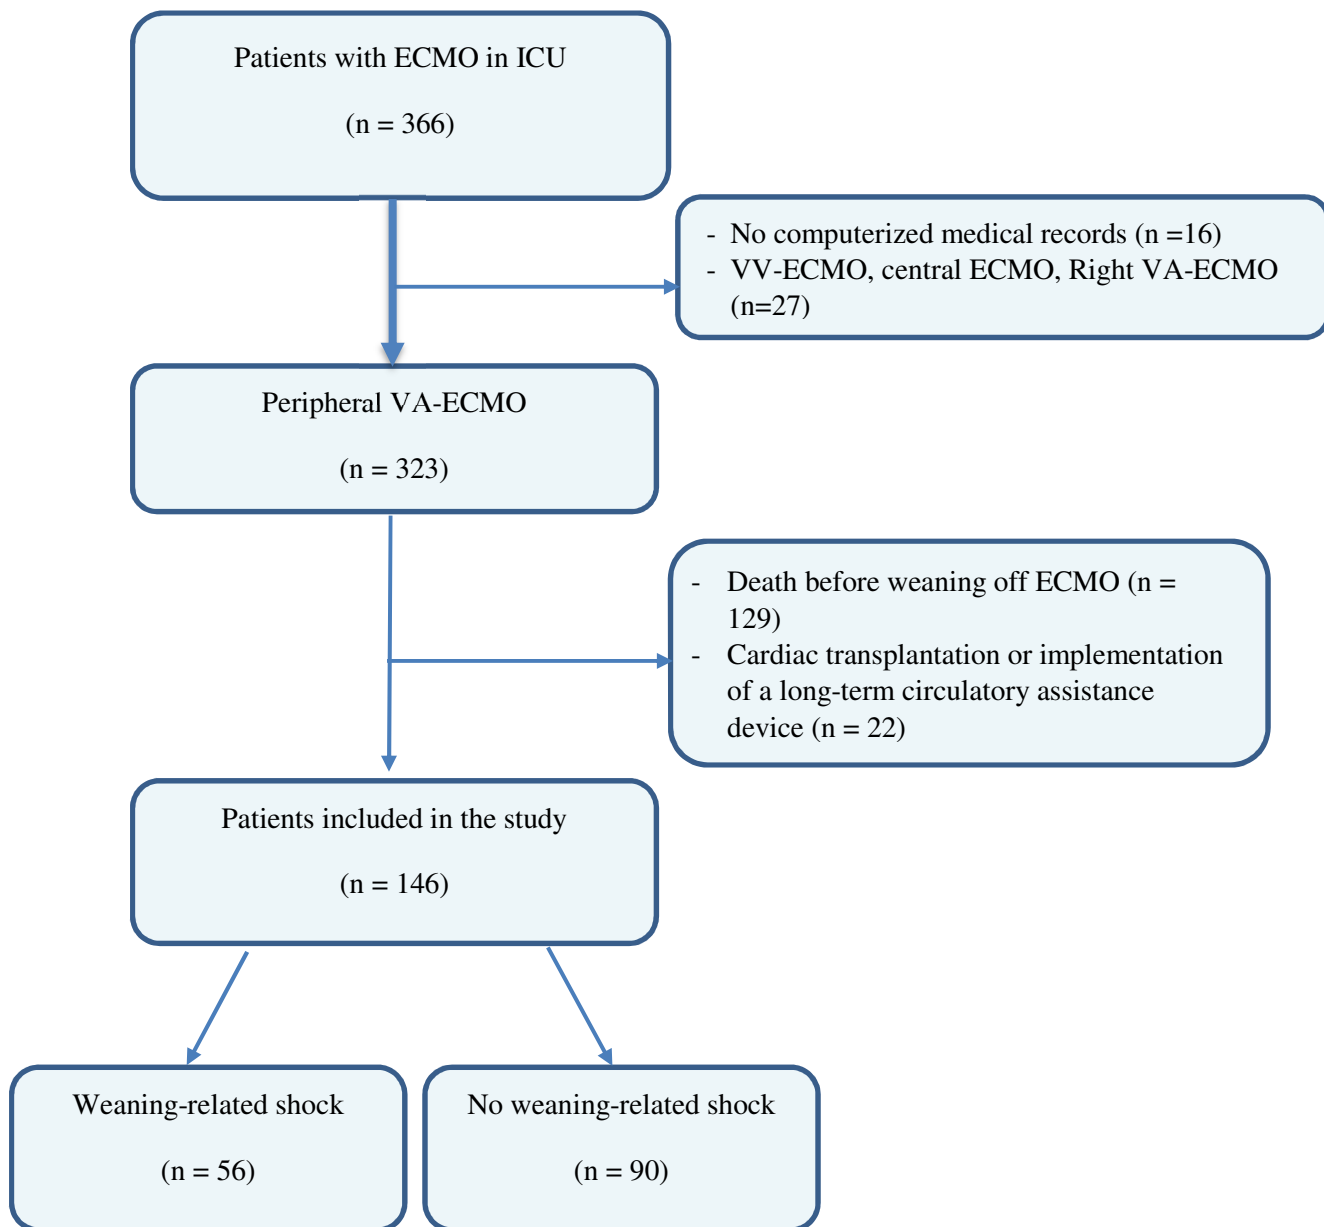 Patients with ECMO in ICU
(n = 366)
- No computerized medical records (n =16)
- VV-ECMO, central ECMO, Right VA-ECMO
(n=27)
Peripheral VA-ECMO
(n = 323)
- Death before weaning off ECMO (n =
129)
- Cardiac transplantation or implementation
of a long-term circulatory assistance
device (n = 22)
Patients included in the study
(n = 146)
Weaning-related shock
(n = 56)
No weaning-related shock
(n = 90)